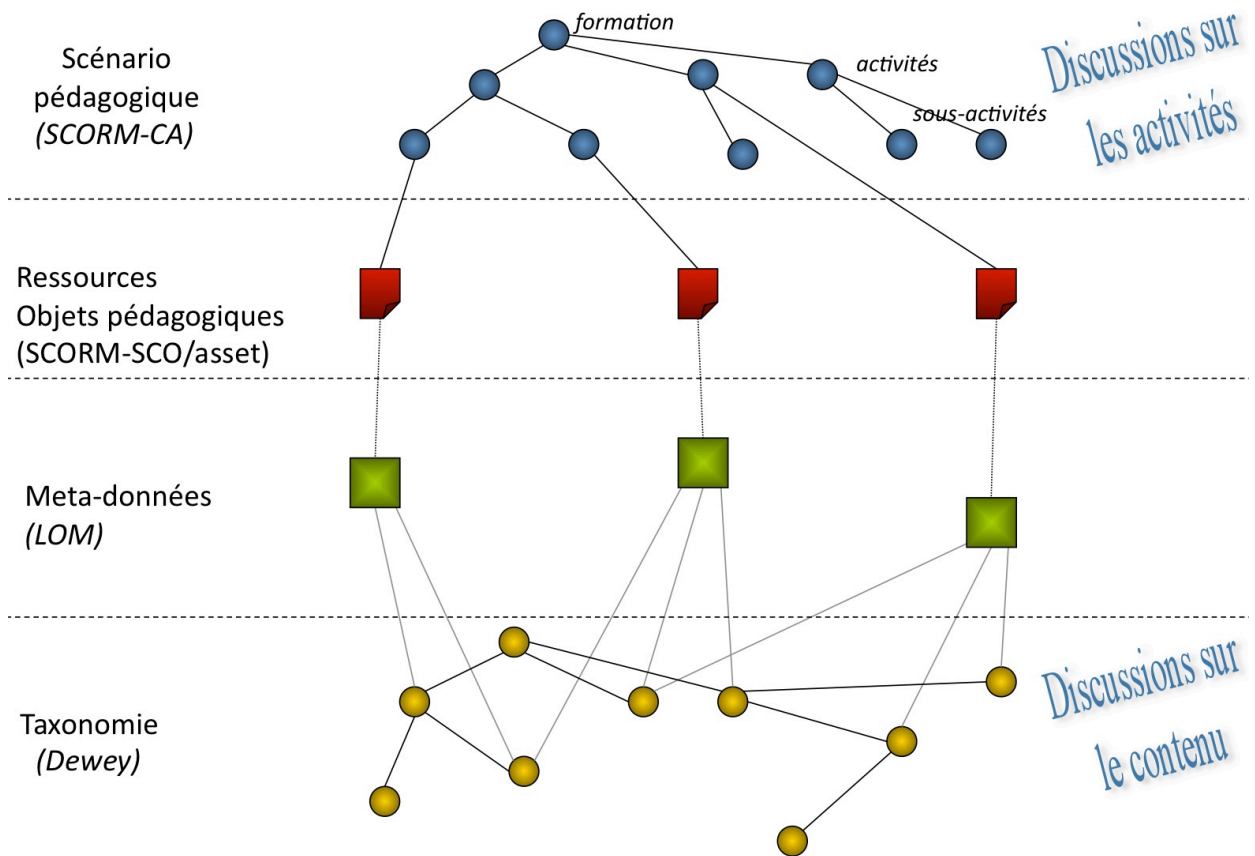 formation
Scénario
pédagogique
(SCORM-CA)
activités
sous-activités
Discussions sur
les activités
Ressources
Objets pédagogiques
(SCORM-SCO/asset)
Meta-données
(LOM)
Taxonomie
(Dewey)
Discussions sur
le contenu